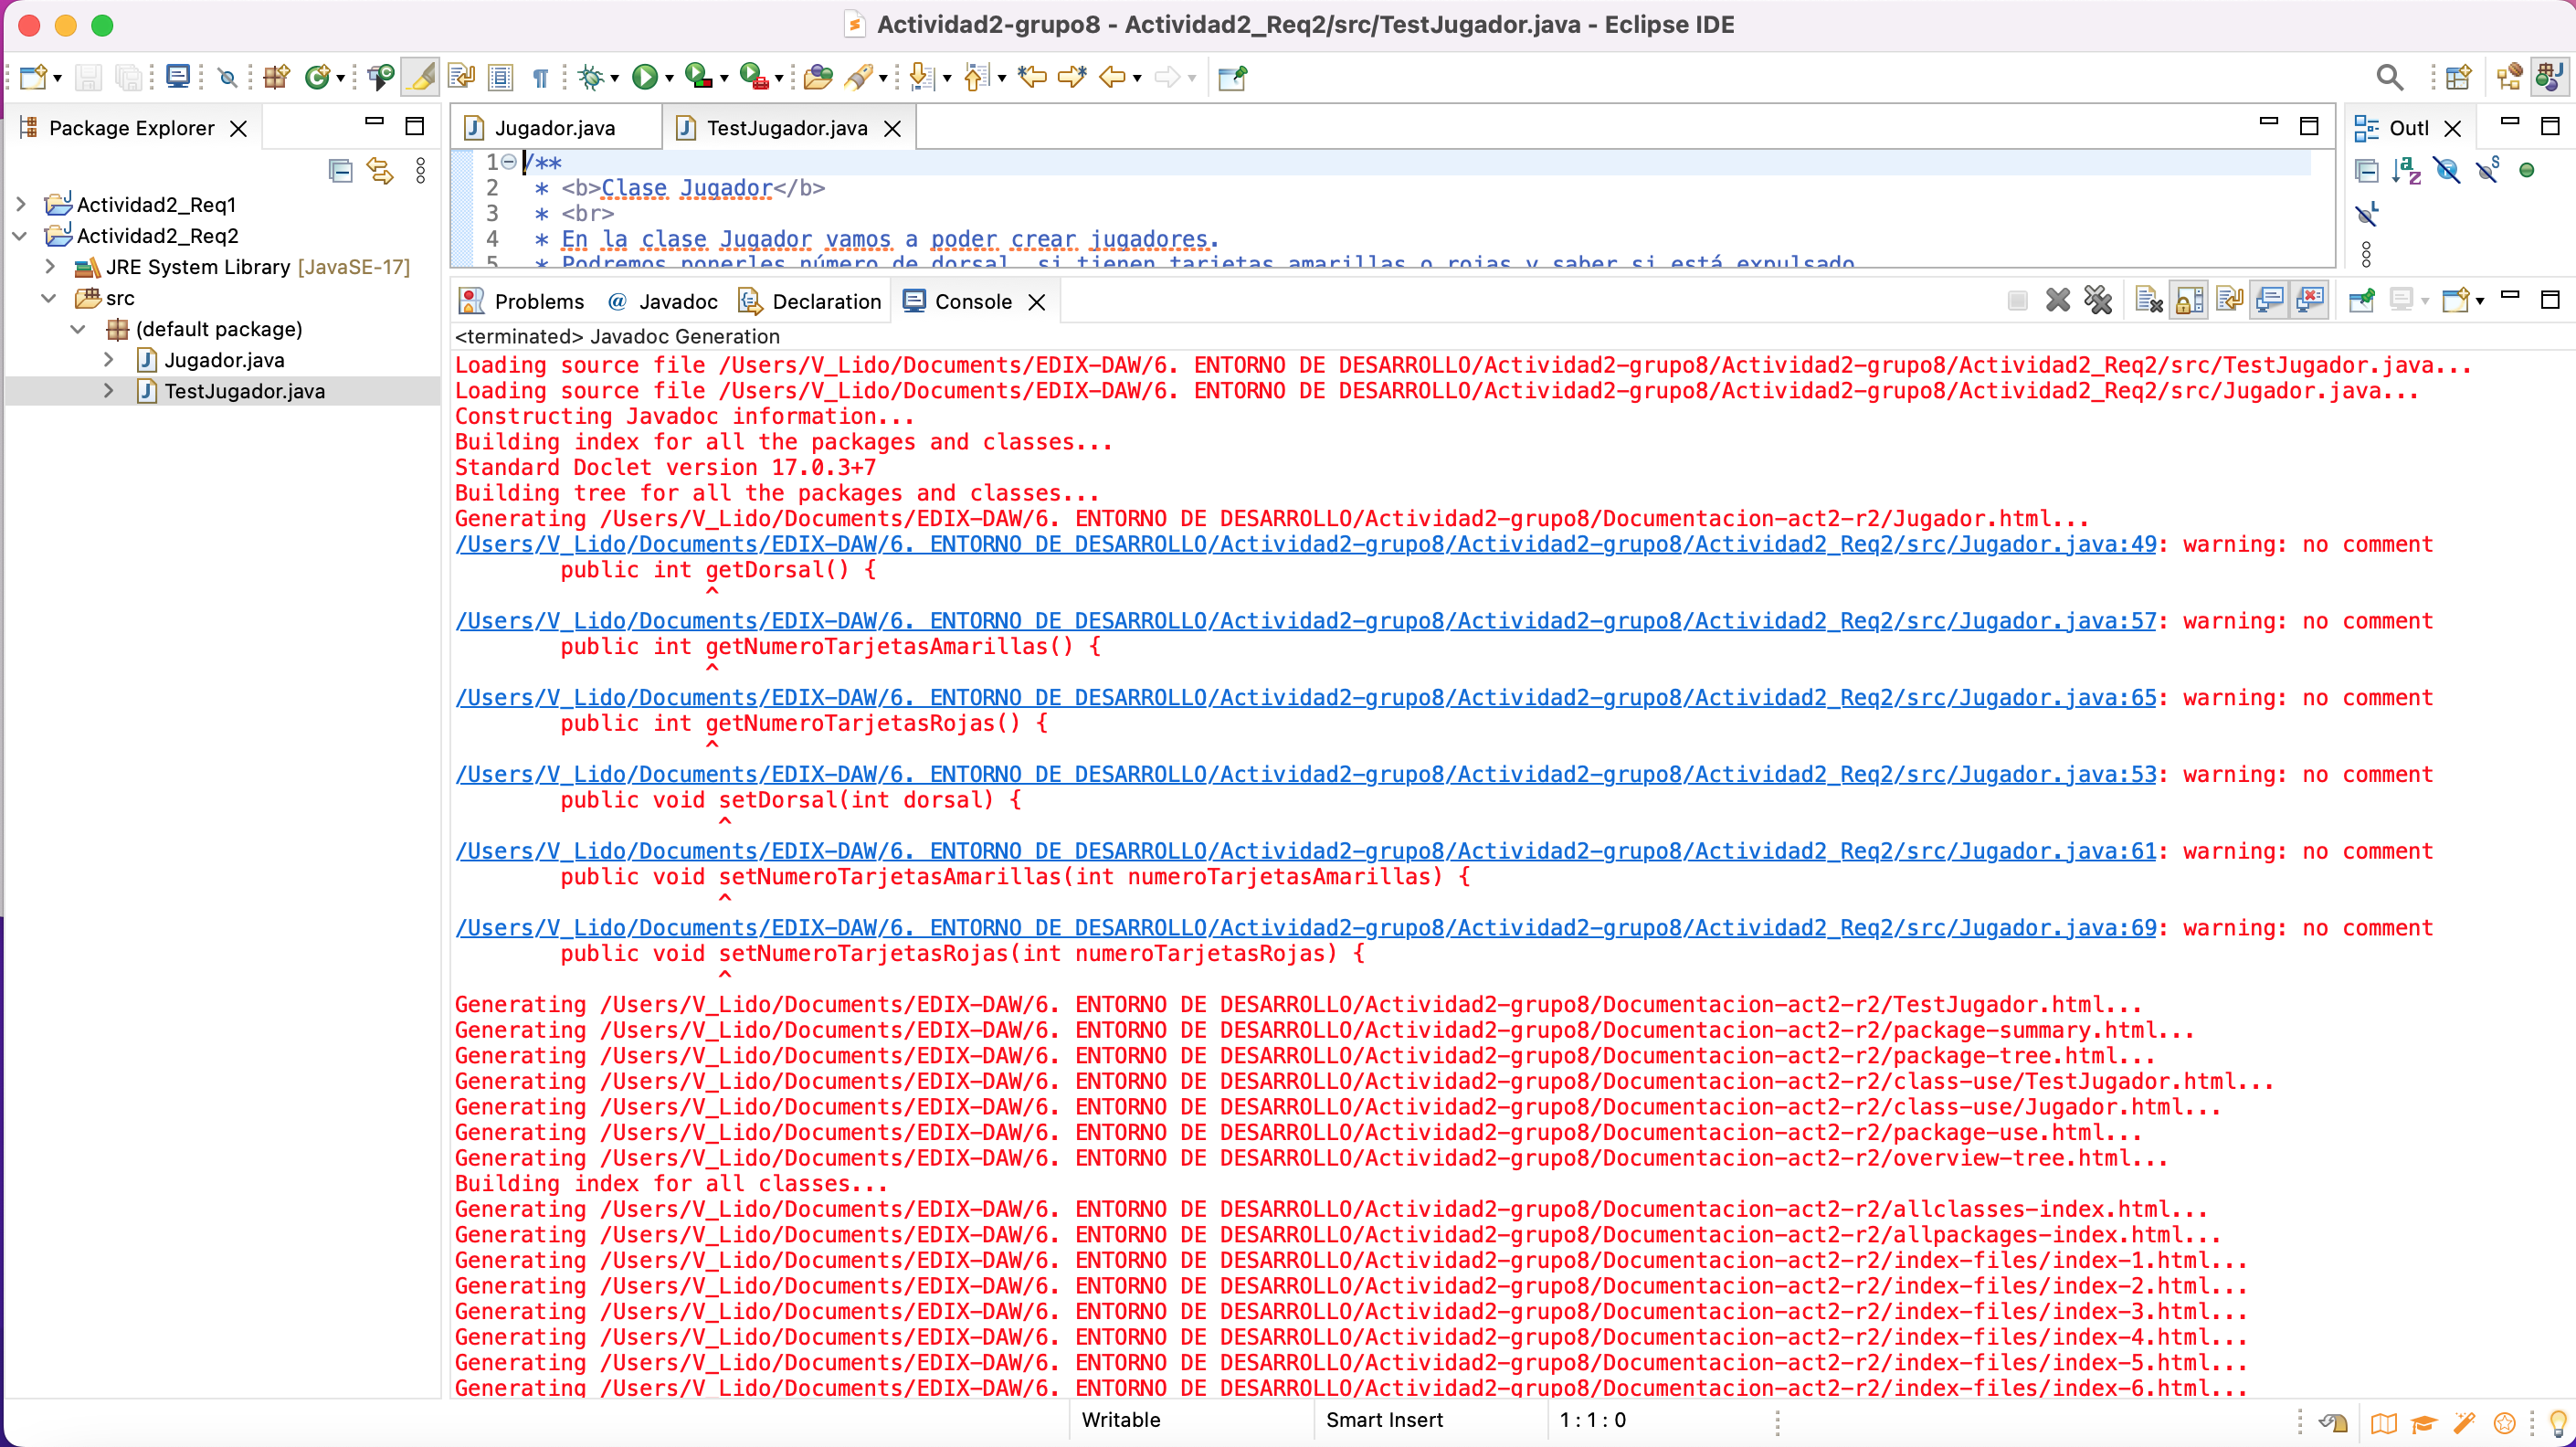 Actividad2-grupo8 - Actividad2_Req2/src/TestJugador.java - Eclipse IDE
Package Explorer
Actividad2_Req1
Actividad2_Req2
JRE System Library [JavaSE-17]
src
(default package)
Jugador.java
TestJugador.java
Jugador.java
TestJugador.java
Outl
1 /**
2 * <b>Clase Jugador</b>
3 * <br>
4 * En la clase Jugador vamos a poder crear jugadores.
5 * Podremos ponerles número de dorsal, si tienen tarjetas amarillas o rojas y saber si está expulsado
Problems
Javadoc
Declaration
Console
<terminated> Javadoc Generation
Loading source file /Users/V_Lido/Documents/EDIX-DAW/6. ENTORNO DE DESARROLLO/Actividad2-grupo8/Actividad2-grupo8/Actividad2_Req2/src/TestJugador.java...
Loading source file /Users/V_Lido/Documents/EDIX-DAW/6. ENTORNO DE DESARROLLO/Actividad2-grupo8/Actividad2-grupo8/Actividad2_Req2/src/Jugador.java...
Constructing Javadoc information...
Building index for all the packages and classes...
Standard Doclet version 17.0.3+7
Building tree for all the packages and classes...
Generating /Users/V_Lido/Documents/EDIX-DAW/6. ENTORNO DE DESARROLLO/Actividad2-grupo8/Documentacion-act2-r2/Jugador.html...
/Users/V_Lido/Documents/EDIX-DAW/6. ENTORNO DE DESARROLLO/Actividad2-grupo8/Actividad2-grupo8/Actividad2_Req2/src/Jugador.java:49: warning: no comment
public int getDorsal() {
^
/Users/V_Lido/Documents/EDIX-DAW/6. ENTORNO DE DESARROLLO/Actividad2-grupo8/Actividad2-grupo8/Actividad2_Req2/src/Jugador.java:57: warning: no comment
public int getNumeroTarjetasAmarillas() {
^
/Users/V_Lido/Documents/EDIX-DAW/6. ENTORNO DE DESARROLLO/Actividad2-grupo8/Actividad2-grupo8/Actividad2_Req2/src/Jugador.java:65: warning: no comment
public int getNumeroTarjetasRojas() {
^
/Users/V_Lido/Documents/EDIX-DAW/6. ENTORNO DE DESARROLLO/Actividad2-grupo8/Actividad2-grupo8/Actividad2_Req2/src/Jugador.java:53: warning: no comment
public void setDorsal(int dorsal) {
^
/Users/V_Lido/Documents/EDIX-DAW/6. ENTORNO DE DESARROLLO/Actividad2-grupo8/Actividad2-grupo8/Actividad2_Req2/src/Jugador.java:61: warning: no comment
public void setNumeroTarjetasAmarillas(int numeroTarjetasAmarillas) {
^
/Users/V_Lido/Documents/EDIX-DAW/6. ENTORNO DE DESARROLLO/Actividad2-grupo8/Actividad2-grupo8/Actividad2_Req2/src/Jugador.java:69: warning: no comment
public void setNumeroTarjetasRojas(int numeroTarjetasRojas) {
^
Generating /Users/V_Lido/Documents/EDIX-DAW/6. ENTORNO DE DESARROLLO/Actividad2-grupo8/Documentacion-act2-r2/TestJugador.html...
Generating /Users/V_Lido/Documents/EDIX-DAW/6. ENTORNO DE DESARROLLO/Actividad2-grupo8/Documentacion-act2-r2/package-summary.html...
Generating /Users/V_Lido/Documents/EDIX-DAW/6. ENTORNO DE DESARROLLO/Actividad2-grupo8/Documentacion-act2-r2/package-tree.html...
Generating /Users/V_Lido/Documents/EDIX-DAW/6. ENTORNO DE DESARROLLO/Actividad2-grupo8/Documentacion-act2-r2/class-use/TestJugador.html...
Generating /Users/V_Lido/Documents/EDIX-DAW/6. ENTORNO DE DESARROLLO/Actividad2-grupo8/Documentacion-act2-r2/class-use/Jugador.html...
Generating /Users/V_Lido/Documents/EDIX-DAW/6. ENTORNO DE DESARROLLO/Actividad2-grupo8/Documentacion-act2-r2/package-use.html...
Generating /Users/V_Lido/Documents/EDIX-DAW/6. ENTORNO DE DESARROLLO/Actividad2-grupo8/Documentacion-act2-r2/overview-tree.html...
Building index for all classes...
Generating /Users/V_Lido/Documents/EDIX-DAW/6. ENTORNO DE DESARROLLO/Actividad2-grupo8/Documentacion-act2-r2/allclasses-index.html...
Generating /Users/V_Lido/Documents/EDIX-DAW/6. ENTORNO DE DESARROLLO/Actividad2-grupo8/Documentacion-act2-r2/allpackages-index.html...
Generating /Users/V_Lido/Documents/EDIX-DAW/6. ENTORNO DE DESARROLLO/Actividad2-grupo8/Documentacion-act2-r2/index-files/index-1.html...
Generating /Users/V_Lido/Documents/EDIX-DAW/6. ENTORNO DE DESARROLLO/Actividad2-grupo8/Documentacion-act2-r2/index-files/index-2.html...
Generating /Users/V_Lido/Documents/EDIX-DAW/6. ENTORNO DE DESARROLLO/Actividad2-grupo8/Documentacion-act2-r2/index-files/index-3.html...
Generating /Users/V_Lido/Documents/EDIX-DAW/6. ENTORNO DE DESARROLLO/Actividad2-grupo8/Documentacion-act2-r2/index-files/index-4.html...
Generating /Users/V_Lido/Documents/EDIX-DAW/6. ENTORNO DE DESARROLLO/Actividad2-grupo8/Documentacion-act2-r2/index-files/index-5.html...
Generating /Users/V_Lido/Documents/EDIX-DAW/6. ENTORNO DE DESARROLLO/Actividad2-grupo8/Documentacion-act2-r2/index-files/index-6.html...
Writable
Smart Insert
1 : 1 : 0